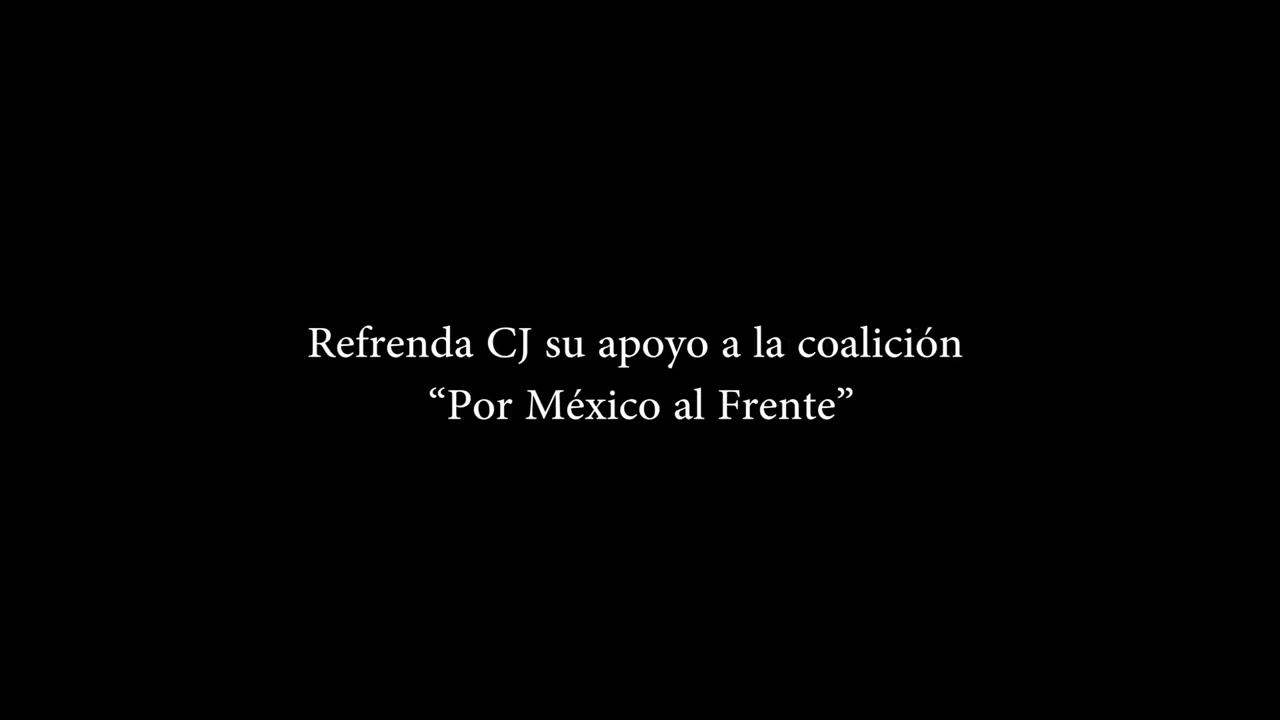 Refrenda CJ su apoyo a la coalición
“Por México al Frente”